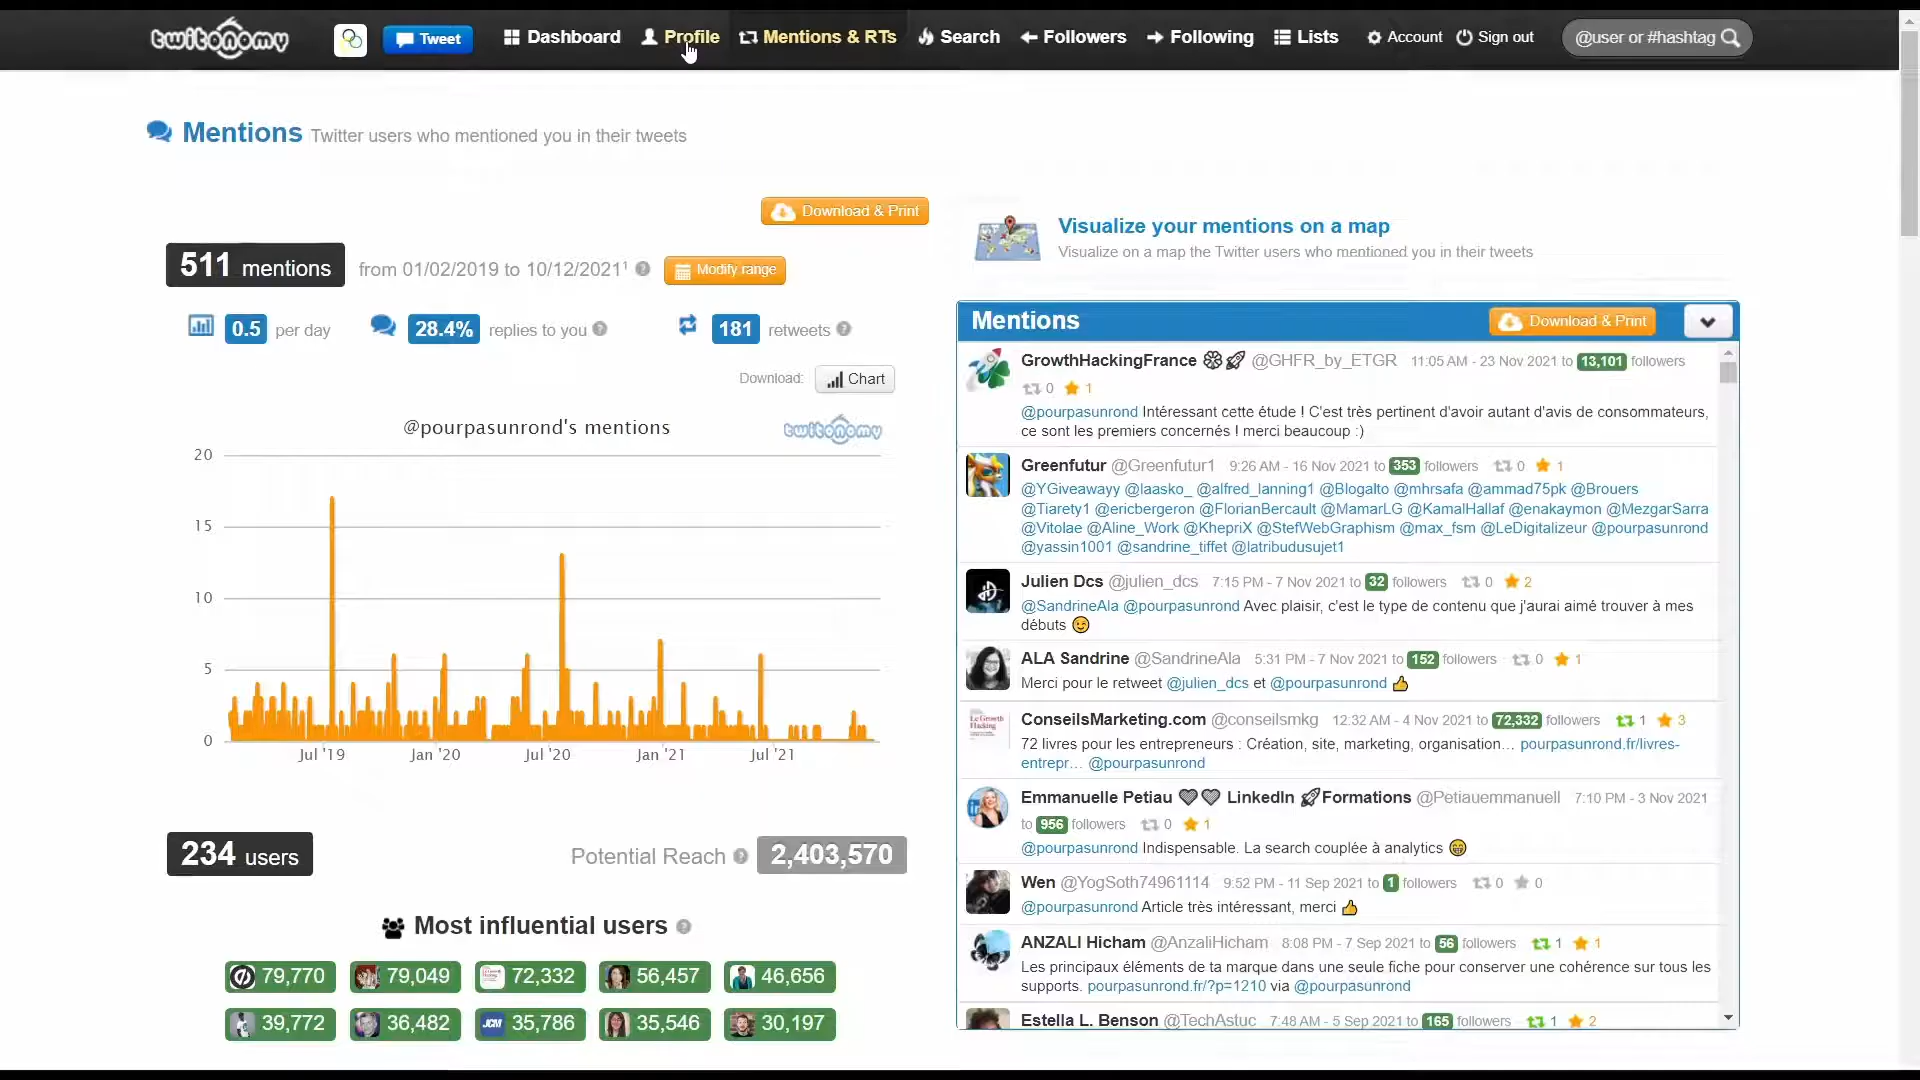 twitonomy Tweet Dashboard Profile Mentions & RTs Search Followers Following Lists Account Sign out @user or #hashtag
Mentions Twitter users who mentioned you in their tweets
Download & Print
511 mentions from 01/02/2019 to 10/12/2021¹ Modify range
0.5 per day 28.4% replies to you 181 retweets
Download: Chart
@pourpasunrond's mentions twitonomy
20
15
10
5
0
Jul '19 Jan '20 Jul '20 Jan '21 Jul '21
234 users Potential Reach 2,403,570
Most influential users
79,770 79,049 72,332 56,457 46,656
39,772 36,482 JCM 35,786 35,546 30,197
Visualize your mentions on a map
Visualize on a map the Twitter users who mentioned you in their tweets
Mentions Download & Print
GrowthHackingFrance @GHFR_by_ETGR 11:05 AM - 23 Nov 2021 to 13,101 followers
0 1
@pourpasunrond Intéressant cette étude ! C'est très pertinent d'avoir autant d'avis de consommateurs,
ce sont les premiers concernés ! merci beaucoup :)
Greenfutur @Greenfutur1 9:26 AM - 16 Nov 2021 to 353 followers 0 1
@YGiveawayy @laasko_ @alfred_lanning1 @Blogalto @mhrsafa @ammad75pk @Brouers
@Tiarety1 @ericbergeron @FlorianBercault @MamarLG @KamalHallaf @enakaymon @MezgarSarra
@Vitolae @Aline_Work @KhepriX @StefWebGraphism @max_fsm @LeDigitalizeur @pourpasunrond
@yassin1001 @sandrine_tiffet @latribudusujet1
Julien Dcs @julien_dcs 7:15 PM - 7 Nov 2021 to 32 followers 0 2
@SandrineAla @pourpasunrond Avec plaisir, c'est le type de contenu que j'aurai aimé trouver à mes
débuts 😉
ALA Sandrine @SandrineAla 5:31 PM - 7 Nov 2021 to 152 followers 0 1
Merci pour le retweet @julien_dcs et @pourpasunrond 👍
Le Growth
Hacking
ConseilsMarketing.com @conseilsmkg 12:32 AM - 4 Nov 2021 to 72,332 followers 1 3
72 livres pour les entrepreneurs : Création, site, marketing, organisation… pourpasunrond.fr/livres-
entrepr… @pourpasunrond
Emmanuelle Petiau LinkedIn Formations @Petiauemmanuell 7:10 PM - 3 Nov 2021
to 956 followers 0 1
@pourpasunrond Indispensable. La search couplée à analytics 😁
Wen @YogSoth74961114 9:52 PM - 11 Sep 2021 to 1 followers 0 0
@pourpasunrond Article très intéressant, merci 👍
ANZALI Hicham @AnzaliHicham 8:08 PM - 7 Sep 2021 to 56 followers 1 1
Les principaux éléments de ta marque dans une seule fiche pour conserver une cohérence sur tous les
supports. pourpasunrond.fr/?p=1210 via @pourpasunrond
Estella L. Benson @TechAstuc 7:48 AM - 5 Sep 2021 to 165 followers 1 2